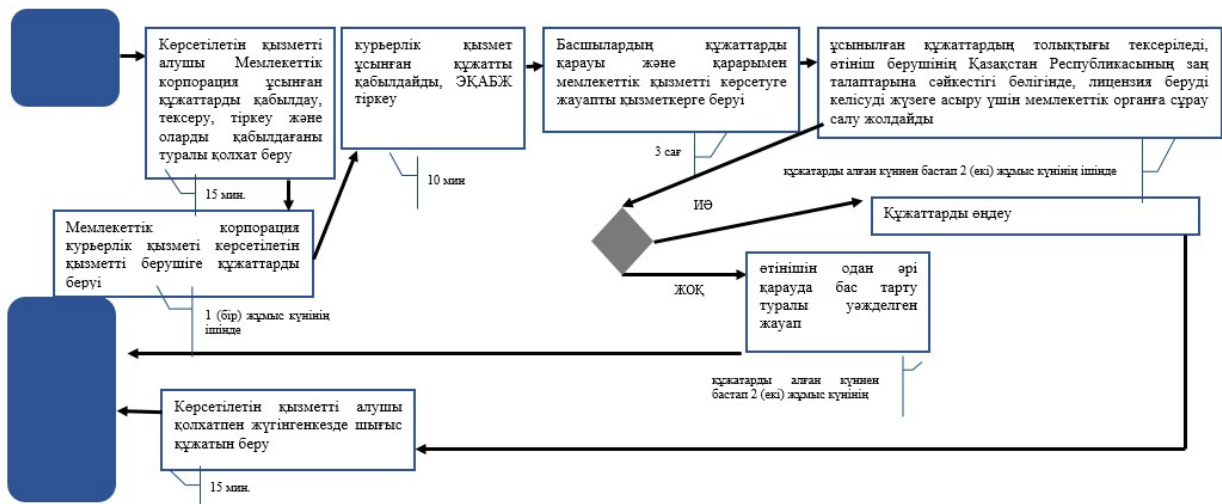 Көрсетілетін қызметті
алушы Мемлекеттік
корпорация ұсынған
құжаттарды қабылдау,
тексеру, тіркеу және
оларды қабылдағаны
туралы қолхат беру
15 мин.
курьерлік қызмет
ұсынған құжатты
қабылдайды, ЭҚАБЖ
тіркеу
10 мин
Басшылардың құжаттарды
қарауы және қарарымен
мемлекеттік қызметті көрсетуге
жауапты қызметкерге беруі
3 сағ
ұсынылған құжаттардың толықтығы тексеріледі,
өтініш берушінің Қазақстан Республикасының заң
талаптарына сәйкестігі бөлігінде, лицензия беруді
келісуді жүзеге асыру үшін мемлекеттік органға сұрау
салу жолдайды
құжатарды алған күннен бастап 2 (екі) жұмыс күнінің ішінде
Мемлекеттік корпорация
курьерлік қызметі көрсетілетін
қызметті берушіге құжаттарды
беруі
1 (бір) жұмыс күнінің
ішінде
ИӘ
Құжаттарды өңдеу
ЖОҚ
өтінішін одан әрі
қарауда бас тарту
туралы уәжделген
жауап
құжатарды алған күннен
бастап 2 (екі) жұмыс күнінің
Көрсетілетін қызметті алушы
қолхатпен жүгінгенкезде шығыс
құжатын беру
15 мин.